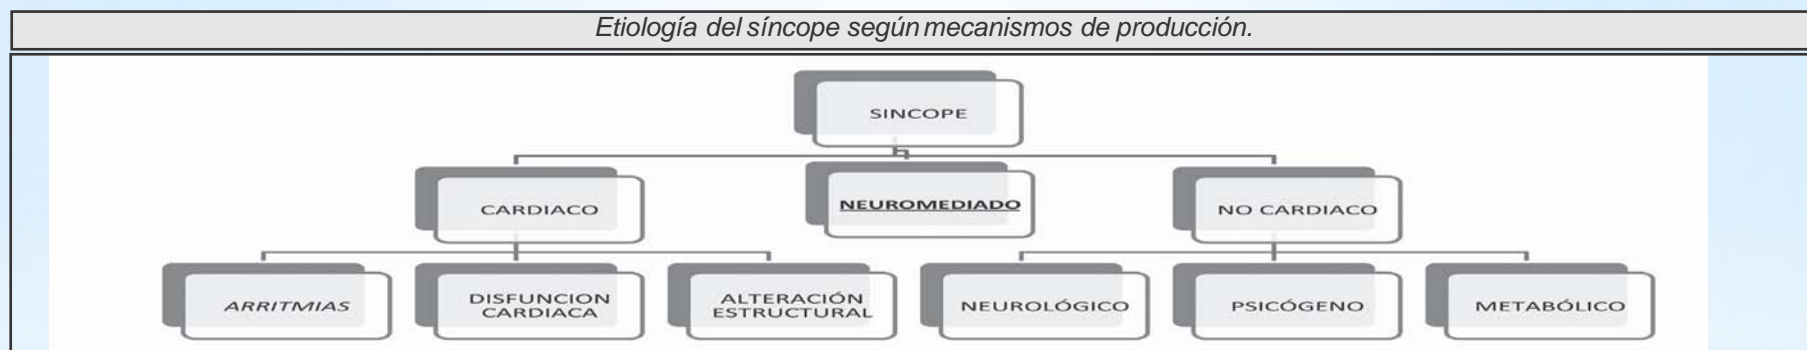 Etiología del síncope según mecanismos de producción.
SINCOPE
CARDIACO
NEUROMEDIADO
NO CARDIACO
ARRITMIAS
DISFUNCION
CARDIACA
ALTERACIÓN
ESTRUCTURAL
NEUROLÓGICO
PSICÓGENO
METABÓLICO